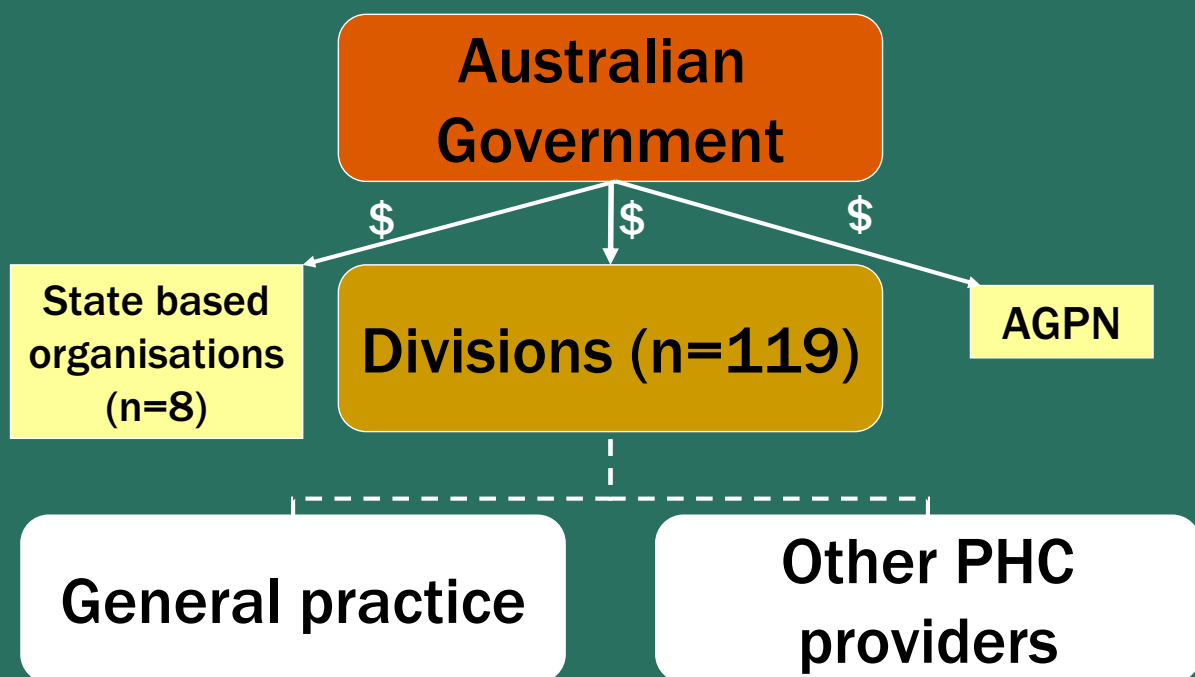 Australian
Government
$
$
$
State based
organisations
(n=8)
Divisions (n=119)
AGPN
General practice
Other PHC
providers